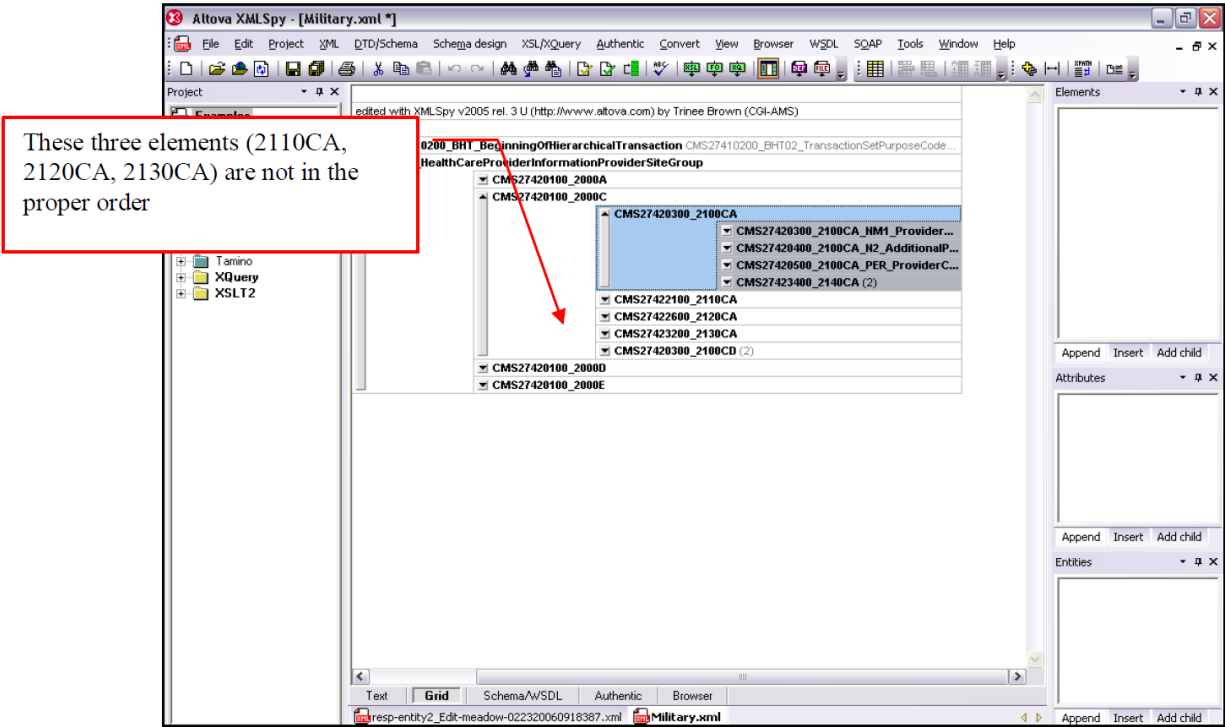 Altova XMLSpy - [Military.xml *]
File Edit Project XML DTD/Schema Schema design XSL/XQuery Authentic Convert View Browser WSDL SOAP Tools Window Help
Project
Elements
Examples
edited with XMLSpy v2005 rel. 3 U (http://www.altova.com) by Trinee Brown (CGI-AMS)
These three elements (2110CA,
2120CA, 2130CA) are not in the
proper order
0200_BHT_BeginningOfHierarchicalTransaction CMS27410200_BHT02_TransactionSetPurposeCode...
HealthCareProviderInformationProviderSiteGroup
CMS27420100_2000A
CMS27420100_2000C
CMS27420300_2100CA
CMS27420300_2100CA_NM1_Provider...
CMS27420400_2100CA_N2_AdditionalP...
CMS27420500_2100CA_PER_ProviderC...
CMS27423400_2140CA (2)
Tamino
XQuery
XSLT2
CMS27422100_2110CA
CMS27422600_2120CA
CMS27423200_2130CA
CMS27420300_2100CD (2)
CMS27420100_2000D
CMS27420100_2000E
Append Insert Add child
Attributes
Append Insert Add child
Entities
Text Grid Schema/WSDL Authentic Browser
resp-entity2_Edit-meadow-022320060918387.xml Military.xml
Append Insert Add child